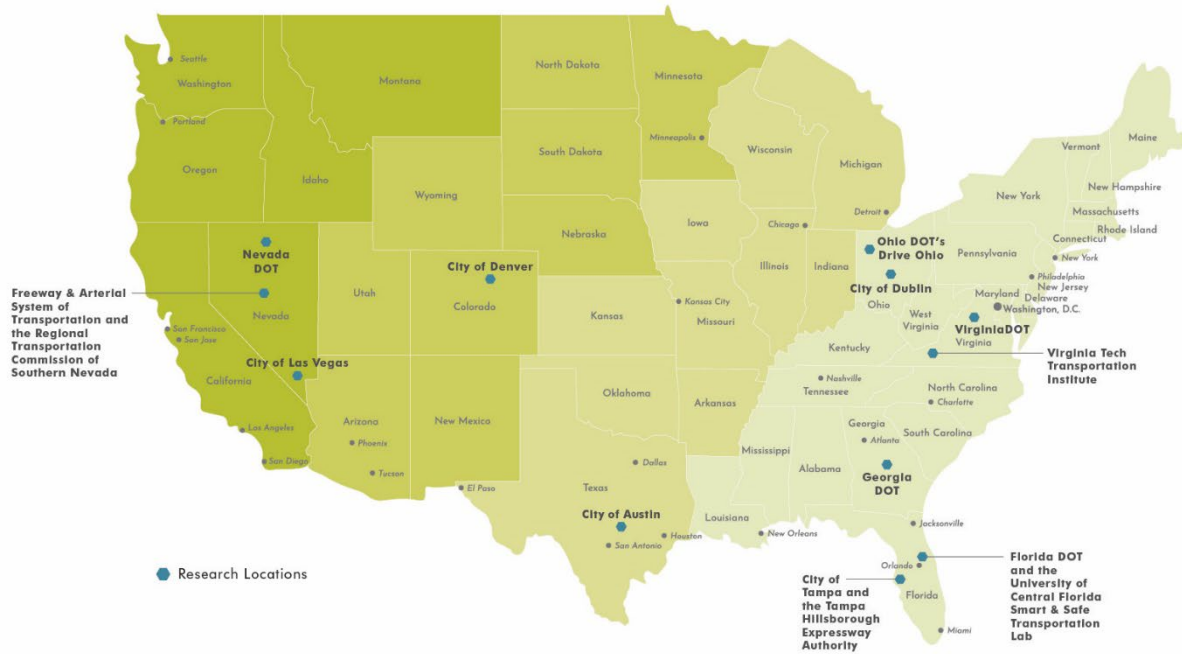 Seattle
Washington
Montana
North Dakota
Minnesota
Minneapolis
Portland
Oregon
Idaho
South Dakota
Wyoming
Wisconsin
Michigan
Detroit
Maine
Vermont
New Hampshire
New York
Massachusetts
Rhode Island
Connecticut
New York
Iowa
Chicago
Nebraska
Nevada
DOT
Utah
City of Denver
Colorado
Illinois
Indiana
Ohio DOT's
Drive Ohio
City of Dublin
Ohio
Pennsylvania
Philadelphia
New Jersey
Maryland
Delaware
Washington, D.C.
Freeway & Arterial
System of
Transportation and
the Regional
Transportation
Commission of
Southern Nevada
Nevada
San Francisco
San Jose
California
City of Las Vegas
Kansas
Kansas City
Missouri
West
Virginia
VirginiaDOT
Virginia
Kentucky
Virginia Tech
Transportation
Institute
Nashville
Tennessee
North Carolina
Charlotte
South Carolina
Los Angeles
San Diego
Arizona
Phoenix
Tucson
New Mexico
Oklahoma
Arkansas
El Paso
Dallas
Texas
City of Austin
San Antonio
Houston
Louisiana
New Orleans
Mississippi
Alabama
Georgia
Atlanta
Georgia
DOT
Jacksonville
Orlando
Florida
Miami
Florida DOT
and the
University of
Central Florida
Smart & Safe
Transportation
Lab
City of
Tampa and
the Tampa
Hillsborough
Expressway
Authority
Research Locations